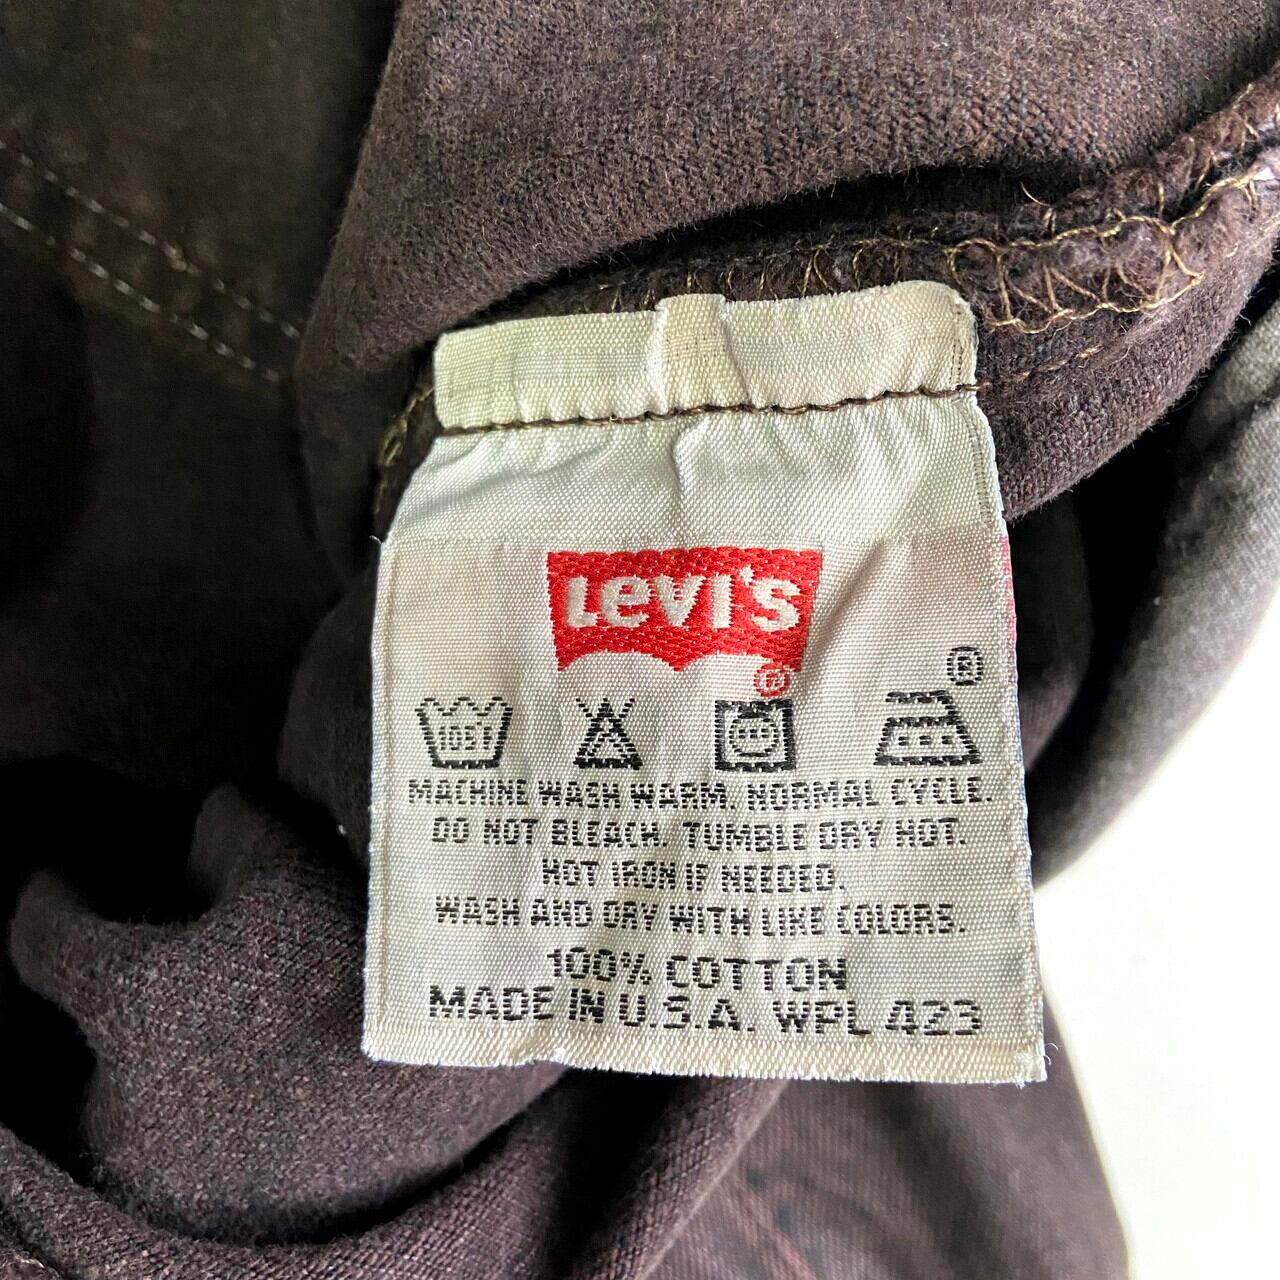 LEVI'S
®
®
105F
MACHINE WASH WARM. NORMAL CYCLE.
DO NOT BLEACH. TUMBLE DRY HOT.
HOT IRON IF NEEDED.
WASH AND DRY WITH LIKE COLORS.
100% COTTON
MADE IN U.S.A. WPL 423